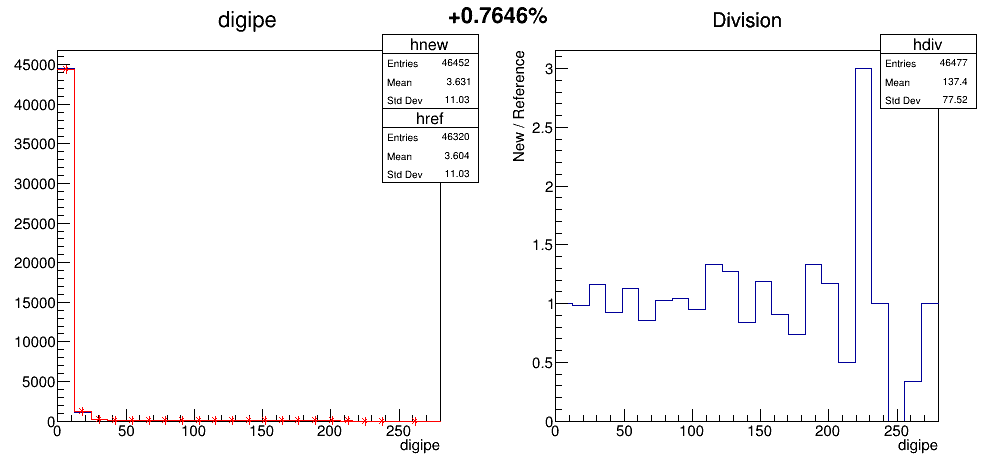 +0.7646%
digipe
hnew
Entries 46452
Mean 3.631
Std Dev 11.03
href
Entries 46320
Mean 3.604
Std Dev 11.03
45000
40000
35000
30000
25000
20000
15000
10000
5000
0
0 50 100 150 200 250
digipe
Division
hdiv
Entries 46477
Mean 137.4
Std Dev 77.52
New / Reference
3
2.5
2
1.5
1
0.5
0
0 50 100 150 200 250
digipe